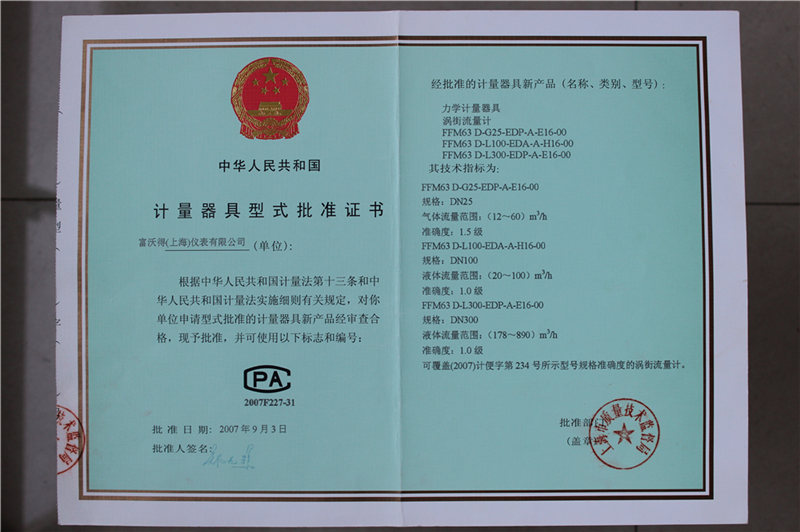 中华人民共和国
计量器具型式批准证书
富沃得(上海)仪表有限公司 (单位):
根据中华人民共和国计量法第十三条和中
华人民共和国计量法实施细则有关规定，对你
单位申请型式批准的计量器具新产品经审查合
格，现予批准，并可使用以下标志和编号:
CPA
2007F227-31
批 准 日 期: 2007年9月3日
批准人签名:
经批准的计量器具新产品（名称、类别、型号）:
力学计量器具
涡街流量计
FFM63 D-G25-EDP-A-E16-00
FFM63 D-L100-EDA-A-H16-00
FFM63 D-L300-EDP-A-E16-00
其技术指标为:
FFM63 D-G25-EDP-A-E16-00
规格: DN25
气体流量范围:（12～60）m³/h
准确度: 1.5 级
FFM63 D-L100-EDA-A-H16-00
规格: DN100
液体流量范围:（20～100）m³/h
准确度: 1.0 级
FFM63 D-L300-EDP-A-E16-00
规格: DN300
液体流量范围:（178～890）m³/h
准确度: 1.0 级
可覆盖(2007)计便字第 234 号所示型号规格准确度的涡街流量计。
批准部
(盖章
上海市质量技术监督局